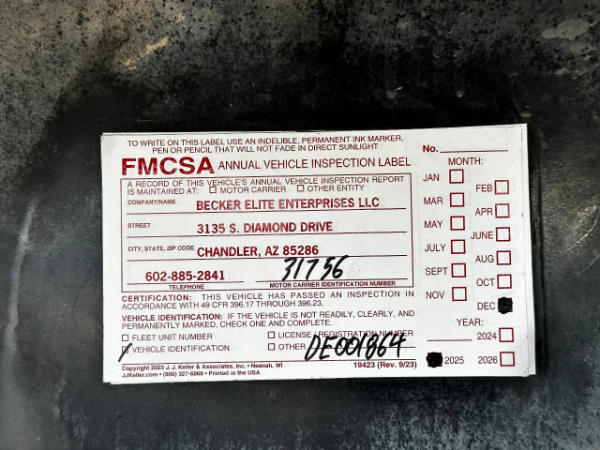 TO WRITE ON THIS LABEL USE AN INDELIBLE, PERMANENT INK MARKER,
PEN OR PENCIL THAT WILL NOT FADE IN DIRECT SUNLIGHT
No.
FMCSA ANNUAL VEHICLE INSPECTION LABEL
A RECORD OF THIS VEHICLE'S ANNUAL VEHICLE INSPECTION REPORT
IS MAINTAINED AT: MOTOR CARRIER OTHER ENTITY
COMPANY/NAME BECKER ELITE ENTERPRISES LLC
STREET 3135 S. DIAMOND DRIVE
CITY, STATE, ZIP CODE CHANDLER, AZ 85286
602-885-2841 31756
TELEPHONE MOTOR CARRIER IDENTIFICATION NUMBER
CERTIFICATION: THIS VEHICLE HAS PASSED AN INSPECTION IN
ACCORDANCE WITH 49 CFR 396.17 THROUGH 396.23.
VEHICLE IDENTIFICATION: IF THE VEHICLE IS NOT READILY, CLEARLY, AND
PERMANENTLY MARKED, CHECK ONE AND COMPLETE.
FLEET UNIT NUMBER LICENSE / REGISTRATION NUMBER
VEHICLE IDENTIFICATION OTHER DE001864
Copyright 2023 J. J. Keller & Associates, Inc. • Neenah, WI
JJKeller.com • (800) 327-6868 • Printed in the USA
19423 (Rev. 9/23)
MONTH:
JAN
FEB
MAR
APR
MAY
JUNE
JULY
AUG
SEPT
OCT
NOV
DEC
YEAR:
2024
2025 2026